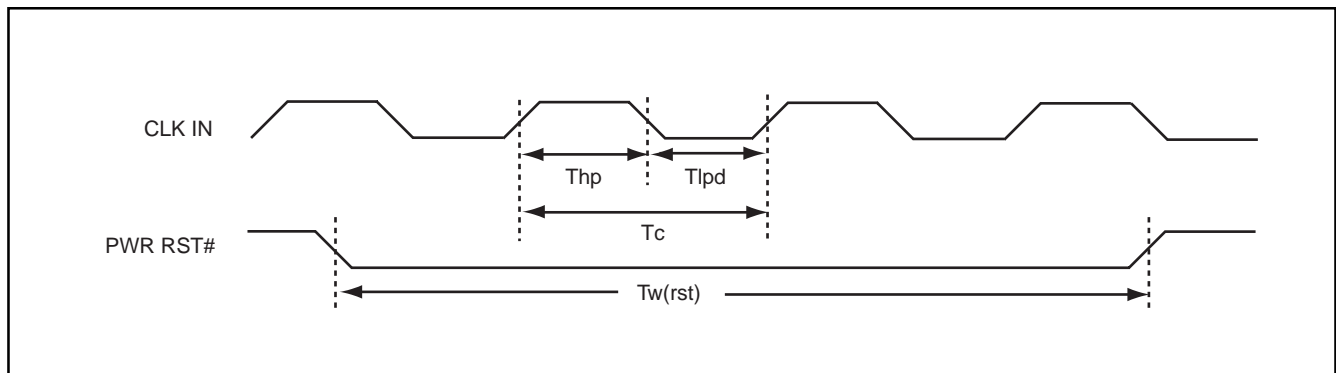 CLK IN
Thp
Tlpd
Tc
PWR RST#
Tw(rst)